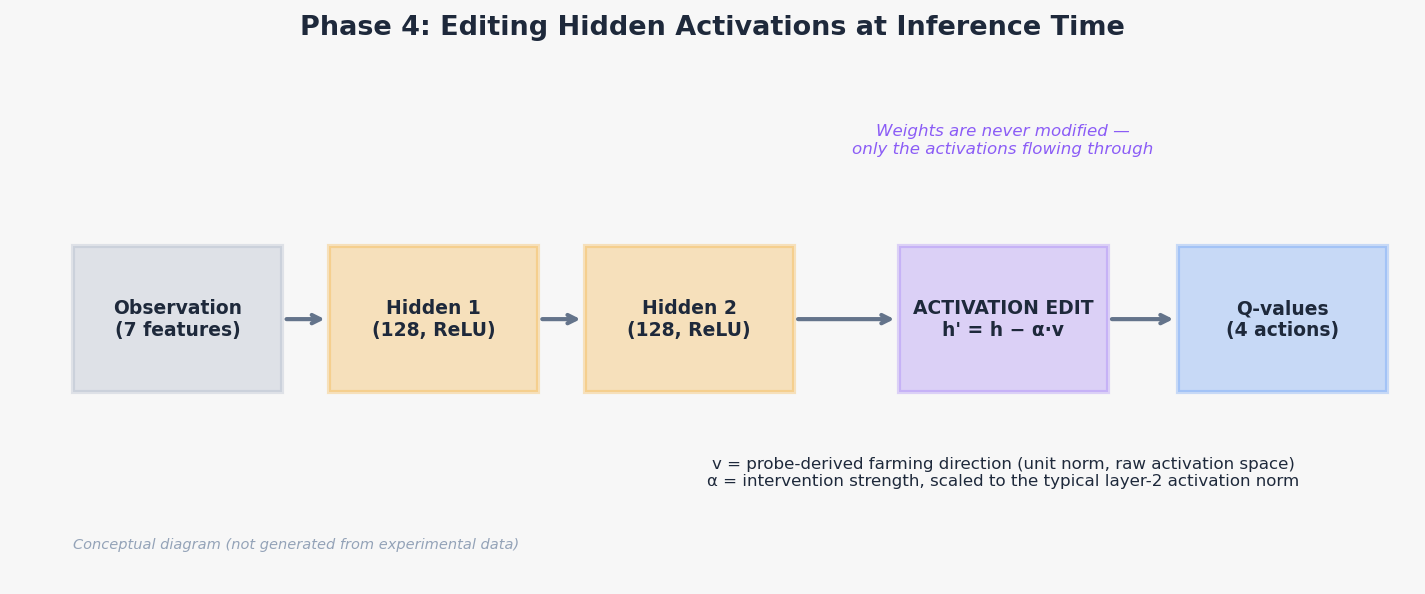 Phase 4: Editing Hidden Activations at Inference Time
Weights are never modified —
only the activations flowing through
Observation
(7 features)
Hidden 1
(128, ReLU)
Hidden 2
(128, ReLU)
ACTIVATION EDIT
h' = h − α·v
Q-values
(4 actions)
v = probe-derived farming direction (unit norm, raw activation space)
α = intervention strength, scaled to the typical layer-2 activation norm
Conceptual diagram (not generated from experimental data)